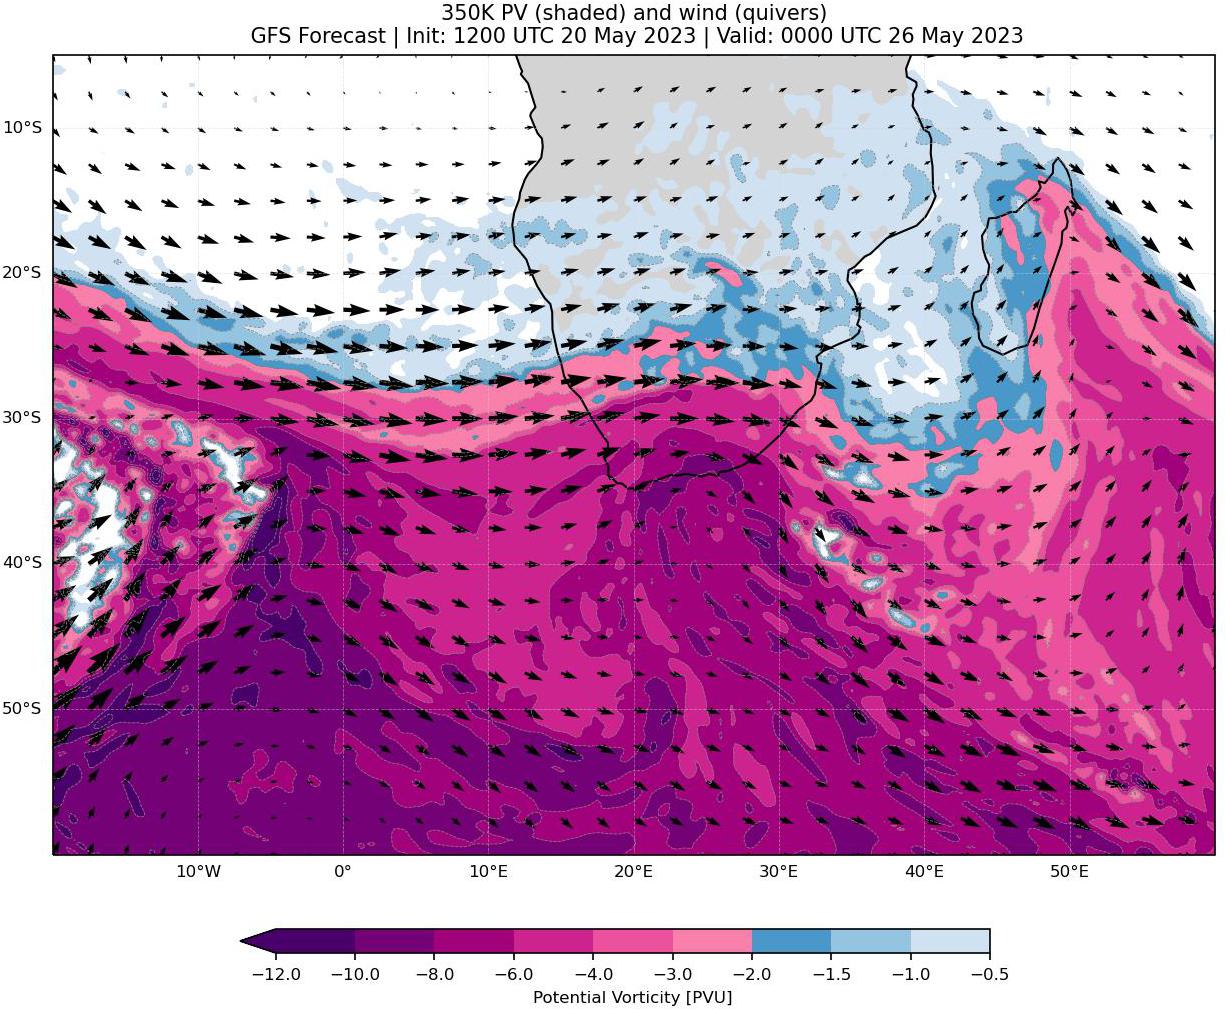 350K PV (shaded) and wind (quivers)
GFS Forecast | Init: 1200 UTC 20 May 2023 | Valid: 0000 UTC 26 May 2023
10°S
20°S
30°S
40°S
50°S
10°W 0° 10°E 20°E 30°E 40°E 50°E
−12.0 −10.0 −8.0 −6.0 −4.0 −3.0 −2.0 −1.5 −1.0 −0.5
Potential Vorticity [PVU]